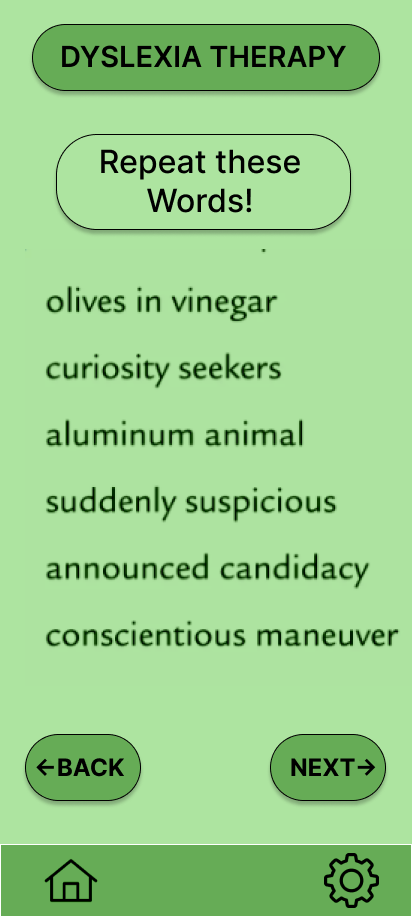 DYSLEXIA THERAPY
Repeat these
Words!
olives in vinegar
curiosity seekers
aluminum animal
suddenly suspicious
announced candidacy
conscientious maneuver
←BACK
NEXT→